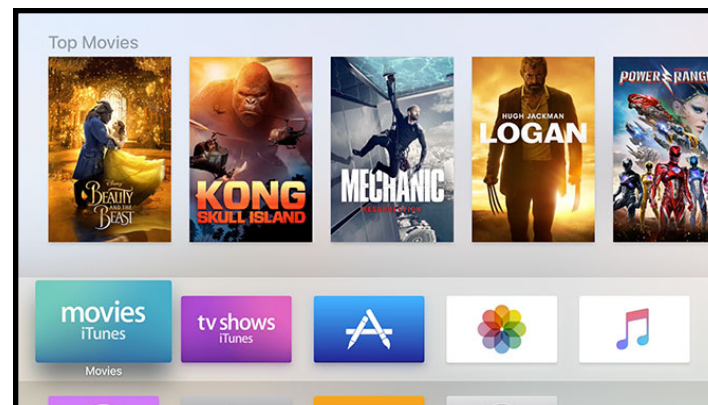 Top Movies
Disney
BEAUTY
AND THE
BEAST
KONG
SKULL ISLAND
MECHANIC
RESURRECTION
HUGH JACKMAN
LOGAN
POWER RANGE
movies
iTunes
Movies
tv shows
iTunes